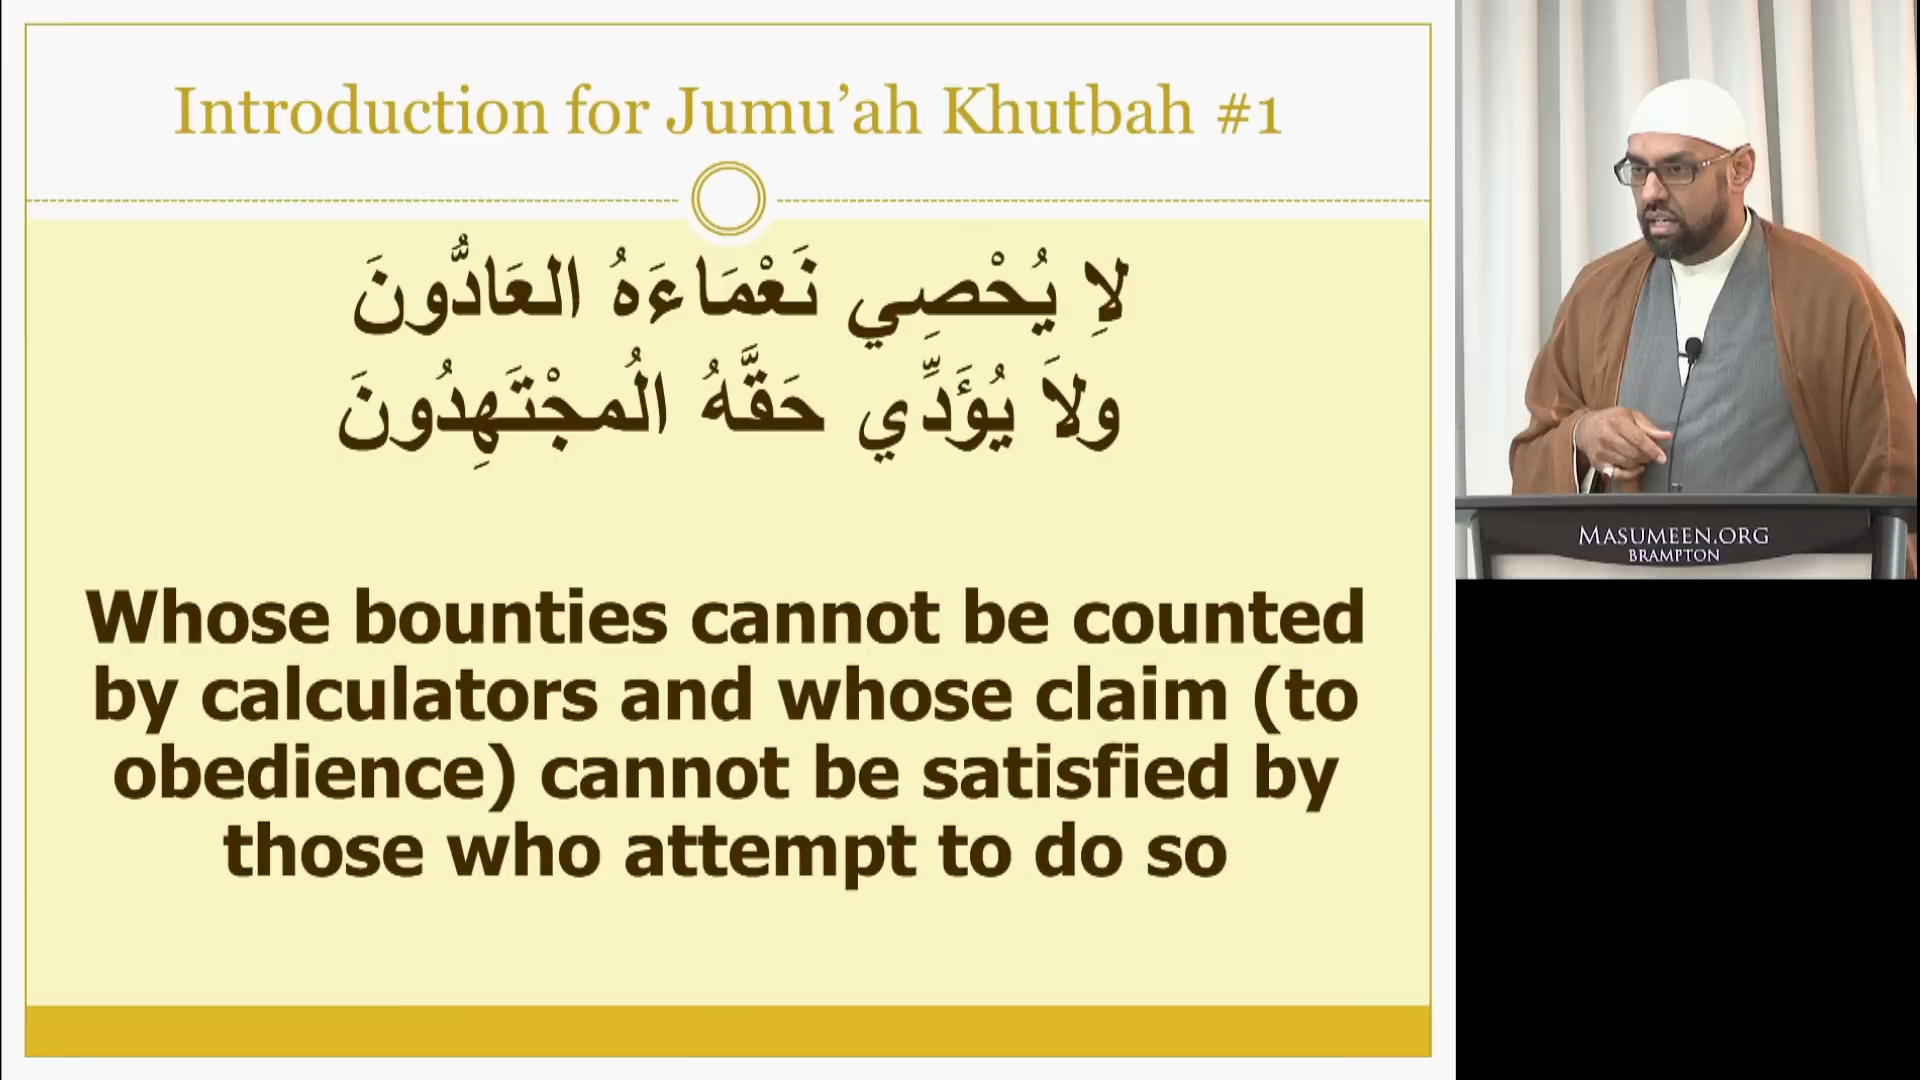 Introduction for Jumu’ah Khutbah #1
لاِ يُحْصِي نَعْمَاءَهُ العَادُّونَ
ولاَ يُؤَدِّي حَقَّهُ الُمجْتَهِدُونَ
Whose bounties cannot be counted
by calculators and whose claim (to
obedience) cannot be satisfied by
those who attempt to do so
MASUMEEN.ORG
BRAMPTON